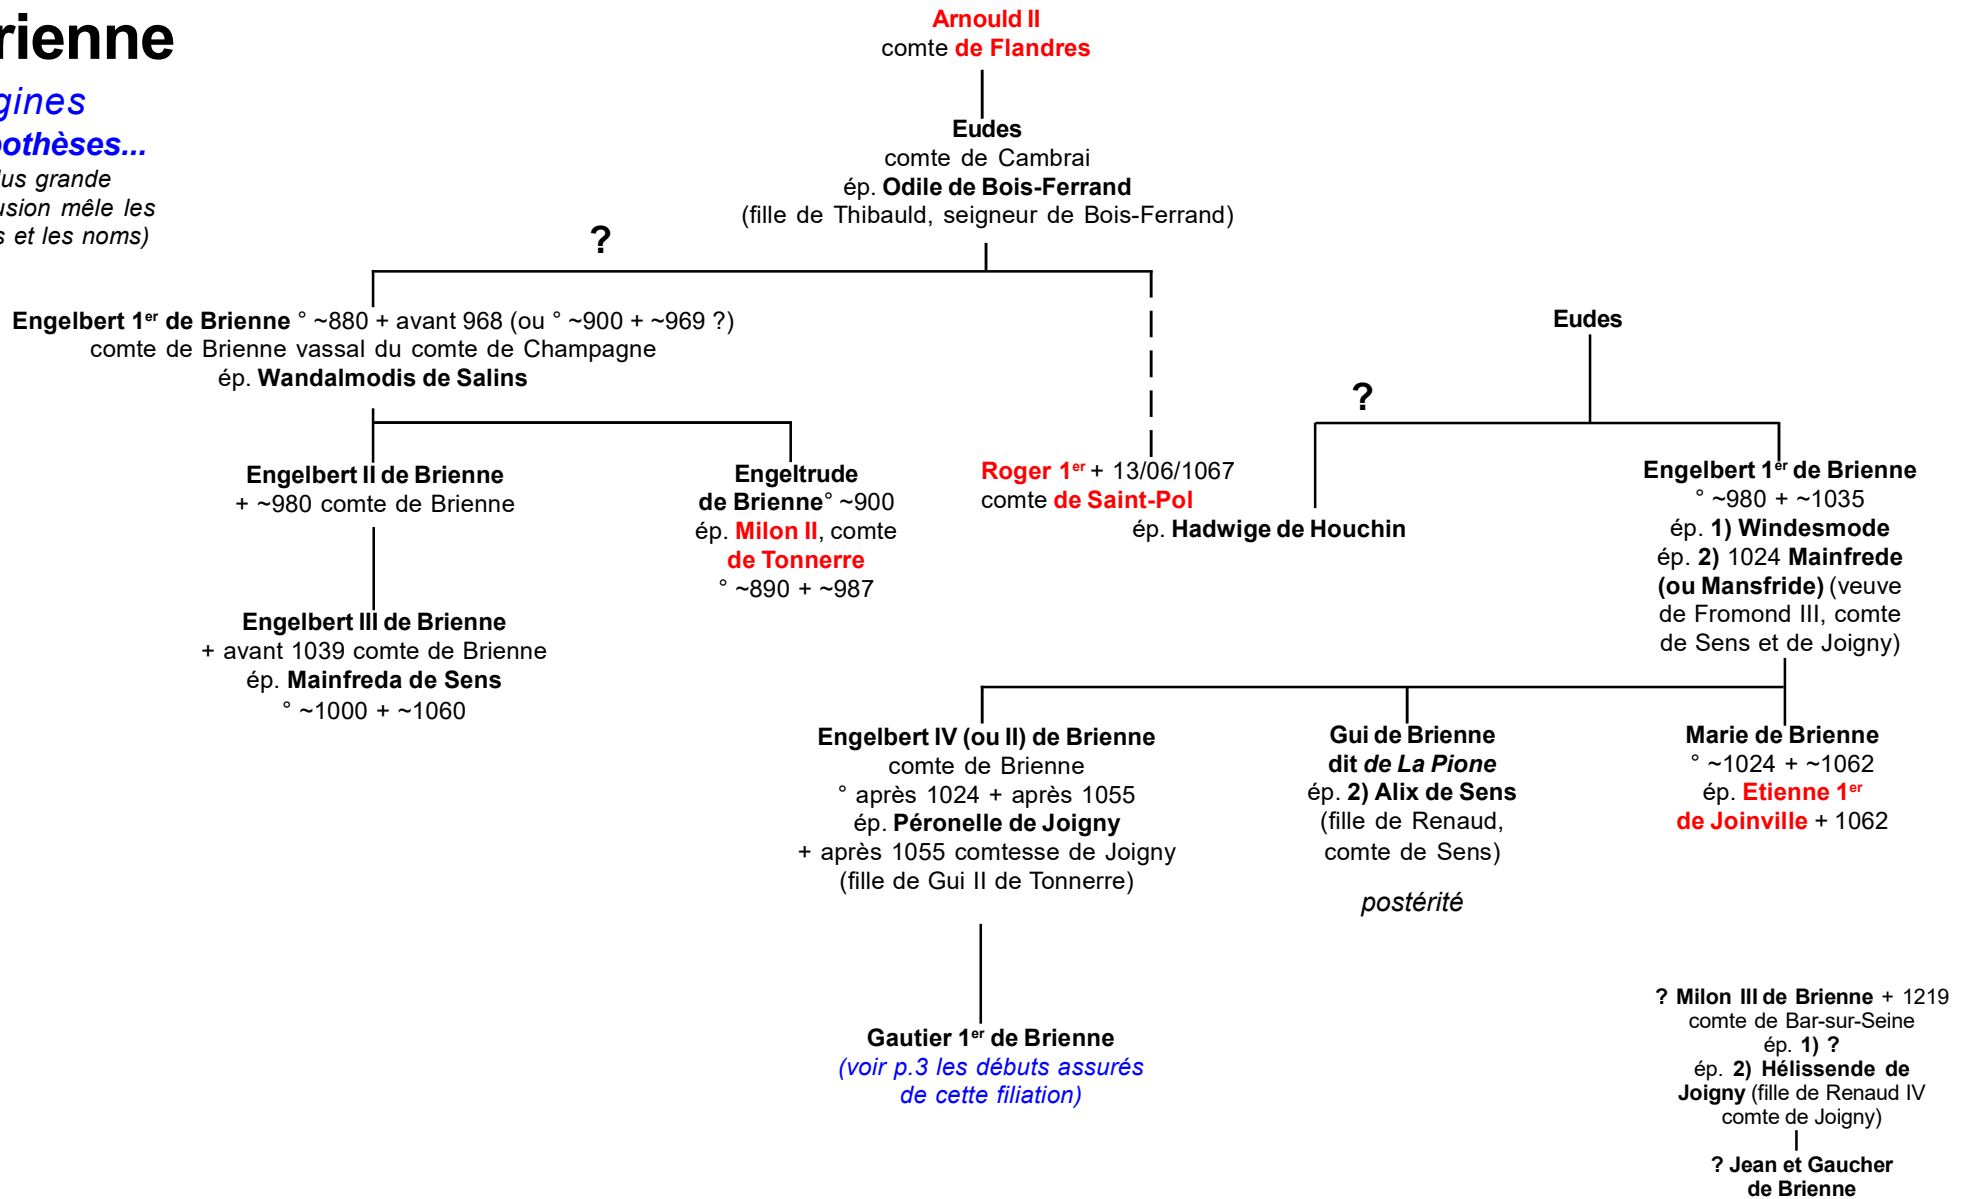 rienne
gines
pothèses...
lus grande
usion mêle les
s et les noms)
Arnould II
comte de Flandres
Eudes
comte de Cambrai
ép. Odile de Bois-Ferrand
(fille de Thibauld, seigneur de Bois-Ferrand)
?
Engelbert 1er de Brienne ° ~880 + avant 968 (ou ° ~900 + ~969 ?)
comte de Brienne vassal du comte de Champagne
ép. Wandalmodis de Salins
Eudes
?
Engelbert II de Brienne
+ ~980 comte de Brienne
Engeltrude
de Brienne° ~900
ép. Milon II, comte
de Tonnerre
° ~890 + ~987
Roger 1er + 13/06/1067
comte de Saint-Pol
ép. Hadwige de Houchin
Engelbert 1er de Brienne
° ~980 + ~1035
ép. 1) Windesmode
ép. 2) 1024 Mainfrede
(ou Mansfride) (veuve
de Fromond III, comte
de Sens et de Joigny)
Engelbert III de Brienne
+ avant 1039 comte de Brienne
ép. Mainfreda de Sens
° ~1000 + ~1060
Engelbert IV (ou II) de Brienne
comte de Brienne
° après 1024 + après 1055
ép. Péronelle de Joigny
+ après 1055 comtesse de Joigny
(fille de Gui II de Tonnerre)
Gui de Brienne
dit de La Pione
ép. 2) Alix de Sens
(fille de Renaud,
comte de Sens)
postérité
Marie de Brienne
° ~1024 + ~1062
ép. Etienne 1er
de Joinville + 1062
Gautier 1er de Brienne
(voir p.3 les débuts assurés
de cette filiation)
? Milon III de Brienne + 1219
comte de Bar-sur-Seine
ép. 1) ?
ép. 2) Hélissende de
Joigny (fille de Renaud IV
comte de Joigny)
? Jean et Gaucher
de Brienne